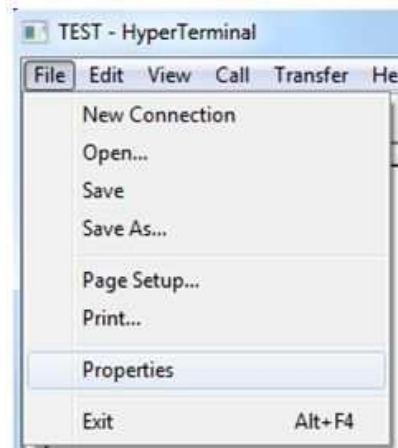 TEST - HyperTerminal
File Edit View Call Transfer He
New Connection
Open...
Save
Save As...
Page Setup...
Print...
Properties
Exit Alt+F4